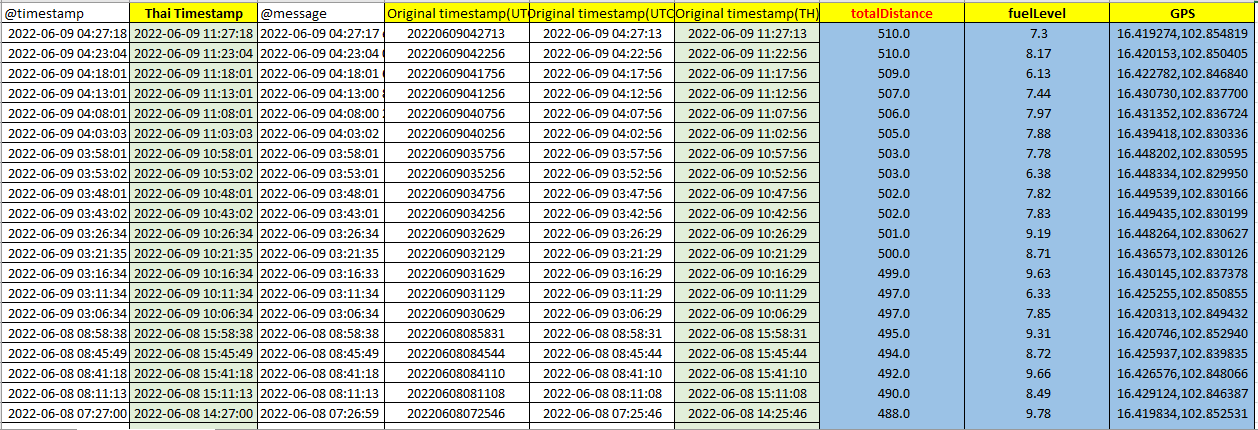 @timestamp Thai Timestamp @message Original timestamp(UTC Original timestamp(UTC Original timestamp(TH) totalDistance fuelLevel GPS
2022-06-09 04:27:18 2022-06-09 11:27:18 2022-06-09 04:27:17 20220609042713 2022-06-09 04:27:13 2022-06-09 11:27:13 510.0 7.3 16.419274,102.854819
2022-06-09 04:23:04 2022-06-09 11:23:04 2022-06-09 04:23:04 20220609042256 2022-06-09 04:22:56 2022-06-09 11:22:56 510.0 8.17 16.420153,102.850405
2022-06-09 04:18:01 2022-06-09 11:18:01 2022-06-09 04:18:01 20220609041756 2022-06-09 04:17:56 2022-06-09 11:17:56 509.0 6.13 16.422782,102.846840
2022-06-09 04:13:01 2022-06-09 11:13:01 2022-06-09 04:13:00 20220609041256 2022-06-09 04:12:56 2022-06-09 11:12:56 507.0 7.44 16.430730,102.837700
2022-06-09 04:08:01 2022-06-09 11:08:01 2022-06-09 04:08:00 20220609040756 2022-06-09 04:07:56 2022-06-09 11:07:56 506.0 7.97 16.431352,102.836724
2022-06-09 04:03:03 2022-06-09 11:03:03 2022-06-09 04:03:02 20220609040256 2022-06-09 04:02:56 2022-06-09 11:02:56 505.0 7.88 16.439418,102.830336
2022-06-09 03:58:01 2022-06-09 10:58:01 2022-06-09 03:58:01 20220609035756 2022-06-09 03:57:56 2022-06-09 10:57:56 503.0 7.78 16.448202,102.830595
2022-06-09 03:53:02 2022-06-09 10:53:02 2022-06-09 03:53:01 20220609035256 2022-06-09 03:52:56 2022-06-09 10:52:56 503.0 6.38 16.448334,102.829950
2022-06-09 03:48:01 2022-06-09 10:48:01 2022-06-09 03:48:01 20220609034756 2022-06-09 03:47:56 2022-06-09 10:47:56 502.0 7.82 16.449539,102.830166
2022-06-09 03:43:02 2022-06-09 10:43:02 2022-06-09 03:43:01 20220609034256 2022-06-09 03:42:56 2022-06-09 10:42:56 502.0 7.83 16.449435,102.830199
2022-06-09 03:26:34 2022-06-09 10:26:34 2022-06-09 03:26:34 20220609032629 2022-06-09 03:26:29 2022-06-09 10:26:29 501.0 9.19 16.448264,102.830627
2022-06-09 03:21:35 2022-06-09 10:21:35 2022-06-09 03:21:35 20220609032129 2022-06-09 03:21:29 2022-06-09 10:21:29 500.0 8.71 16.436573,102.830126
2022-06-09 03:16:34 2022-06-09 10:16:34 2022-06-09 03:16:33 20220609031629 2022-06-09 03:16:29 2022-06-09 10:16:29 499.0 9.63 16.430145,102.837378
2022-06-09 03:11:34 2022-06-09 10:11:34 2022-06-09 03:11:34 20220609031129 2022-06-09 03:11:29 2022-06-09 10:11:29 497.0 6.33 16.425255,102.850855
2022-06-09 03:06:34 2022-06-09 10:06:34 2022-06-09 03:06:34 20220609030629 2022-06-09 03:06:29 2022-06-09 10:06:29 497.0 7.85 16.420313,102.849432
2022-06-08 08:58:38 2022-06-08 15:58:38 2022-06-08 08:58:38 20220608085831 2022-06-08 08:58:31 2022-06-08 15:58:31 495.0 9.31 16.420746,102.852940
2022-06-08 08:45:49 2022-06-08 15:45:49 2022-06-08 08:45:49 20220608084544 2022-06-08 08:45:44 2022-06-08 15:45:44 494.0 8.72 16.425937,102.839835
2022-06-08 08:41:18 2022-06-08 15:41:18 2022-06-08 08:41:18 20220608084110 2022-06-08 08:41:10 2022-06-08 15:41:10 492.0 9.66 16.426576,102.848066
2022-06-08 08:11:13 2022-06-08 15:11:13 2022-06-08 08:11:13 20220608081108 2022-06-08 08:11:08 2022-06-08 15:11:08 490.0 8.49 16.429124,102.846387
2022-06-08 07:27:00 2022-06-08 14:27:00 2022-06-08 07:26:59 20220608072546 2022-06-08 07:25:46 2022-06-08 14:25:46 488.0 9.78 16.419834,102.852531